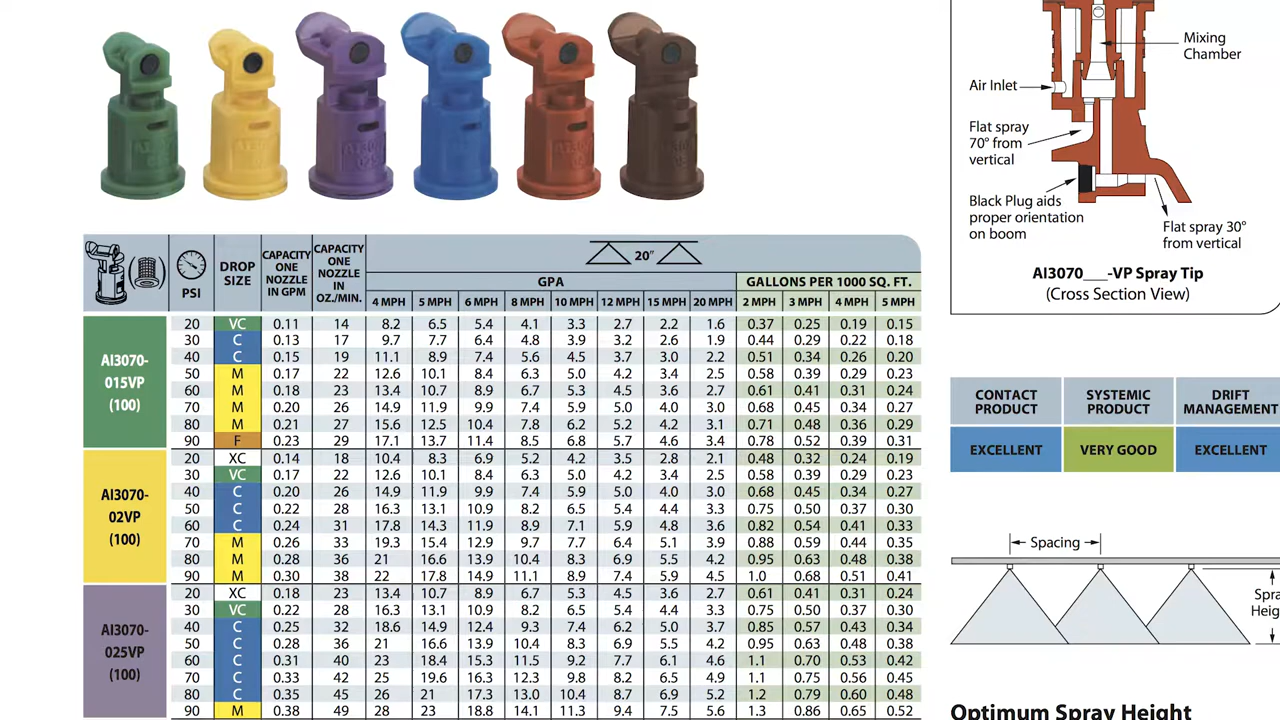 Mixing
Chamber
Air Inlet
Flat spray
70° from
vertical
Black Plug aids
proper orientation
on boom
Flat spray 30°
from vertical
AI3070___-VP Spray Tip
(Cross Section View)
PSI
DROP
SIZE
CAPACITY
ONE
NOZZLE
IN GPM
CAPACITY
ONE
NOZZLE
IN
OZ./MIN.
20"
GPA
GALLONS PER 1000 SQ. FT.
4 MPH 5 MPH 6 MPH 8 MPH 10 MPH 12 MPH 15 MPH 20 MPH 2 MPH 3 MPH 4 MPH 5 MPH
AI3070-
015VP
(100)
20 VC 0.11 14 8.2 6.5 5.4 4.1 3.3 2.7 2.2 1.6 0.37 0.25 0.19 0.15
30 C 0.13 17 9.7 7.7 6.4 4.8 3.9 3.2 2.6 1.9 0.44 0.29 0.22 0.18
40 C 0.15 19 11.1 8.9 7.4 5.6 4.5 3.7 3.0 2.2 0.51 0.34 0.26 0.20
50 M 0.17 22 12.6 10.1 8.4 6.3 5.0 4.2 3.4 2.5 0.58 0.39 0.29 0.23
60 M 0.18 23 13.4 10.7 8.9 6.7 5.3 4.5 3.6 2.7 0.61 0.41 0.31 0.24
70 M 0.20 26 14.9 11.9 9.9 7.4 5.9 5.0 4.0 3.0 0.68 0.45 0.34 0.27
80 M 0.21 27 15.6 12.5 10.4 7.8 6.2 5.2 4.2 3.1 0.71 0.48 0.36 0.29
90 F 0.23 29 17.1 13.7 11.4 8.5 6.8 5.7 4.6 3.4 0.78 0.52 0.39 0.31
AI3070-
02VP
(100)
20 XC 0.14 18 10.4 8.3 6.9 5.2 4.2 3.5 2.8 2.1 0.48 0.32 0.24 0.19
30 VC 0.17 22 12.6 10.1 8.4 6.3 5.0 4.2 3.4 2.5 0.58 0.39 0.29 0.23
40 C 0.20 26 14.9 11.9 9.9 7.4 5.9 5.0 4.0 3.0 0.68 0.45 0.34 0.27
50 C 0.22 28 16.3 13.1 10.9 8.2 6.5 5.4 4.4 3.3 0.75 0.50 0.37 0.30
60 C 0.24 31 17.8 14.3 11.9 8.9 7.1 5.9 4.8 3.6 0.82 0.54 0.41 0.33
70 M 0.26 33 19.3 15.4 12.9 9.7 7.7 6.4 5.1 3.9 0.88 0.59 0.44 0.35
80 M 0.28 36 21 16.6 13.9 10.4 8.3 6.9 5.5 4.2 0.95 0.63 0.48 0.38
90 M 0.30 38 22 17.8 14.9 11.1 8.9 7.4 5.9 4.5 1.0 0.68 0.51 0.41
AI3070-
025VP
(100)
20 XC 0.18 23 13.4 10.7 8.9 6.7 5.3 4.5 3.6 2.7 0.61 0.41 0.31 0.24
30 VC 0.22 28 16.3 13.1 10.9 8.2 6.5 5.4 4.4 3.3 0.75 0.50 0.37 0.30
40 C 0.25 32 18.6 14.9 12.4 9.3 7.4 6.2 5.0 3.7 0.85 0.57 0.43 0.34
50 C 0.28 36 21 16.6 13.9 10.4 8.3 6.9 5.5 4.2 0.95 0.63 0.48 0.38
60 C 0.31 40 23 18.4 15.3 11.5 9.2 7.7 6.1 4.6 1.1 0.70 0.53 0.42
70 C 0.33 42 25 19.6 16.3 12.3 9.8 8.2 6.5 4.9 1.1 0.75 0.56 0.45
80 C 0.35 45 26 21 17.3 13.0 10.4 8.7 6.9 5.2 1.2 0.79 0.60 0.48
90 M 0.38 49 28 23 18.8 14.1 11.3 9.4 7.5 5.6 1.3 0.86 0.65 0.52
CONTACT
PRODUCT
SYSTEMIC
PRODUCT
DRIFT
MANAGEMENT
EXCELLENT VERY GOOD EXCELLENT
Spacing
Spra
Heig
Optimum Spray Height